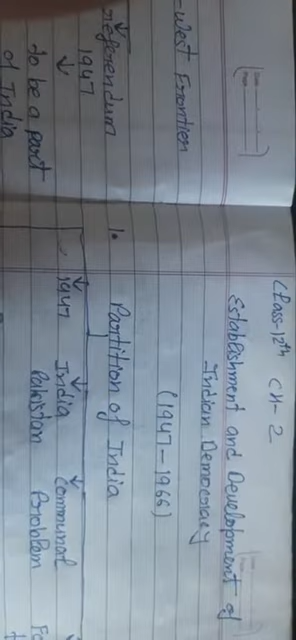 -West Frontier
referendum
1947
to be a part
of India
Class-12th CH-2
Establishment and Development of
Indian Democracy
(1947-1966)
1. Partition of India
1947 India Communal
Pakistan Problem